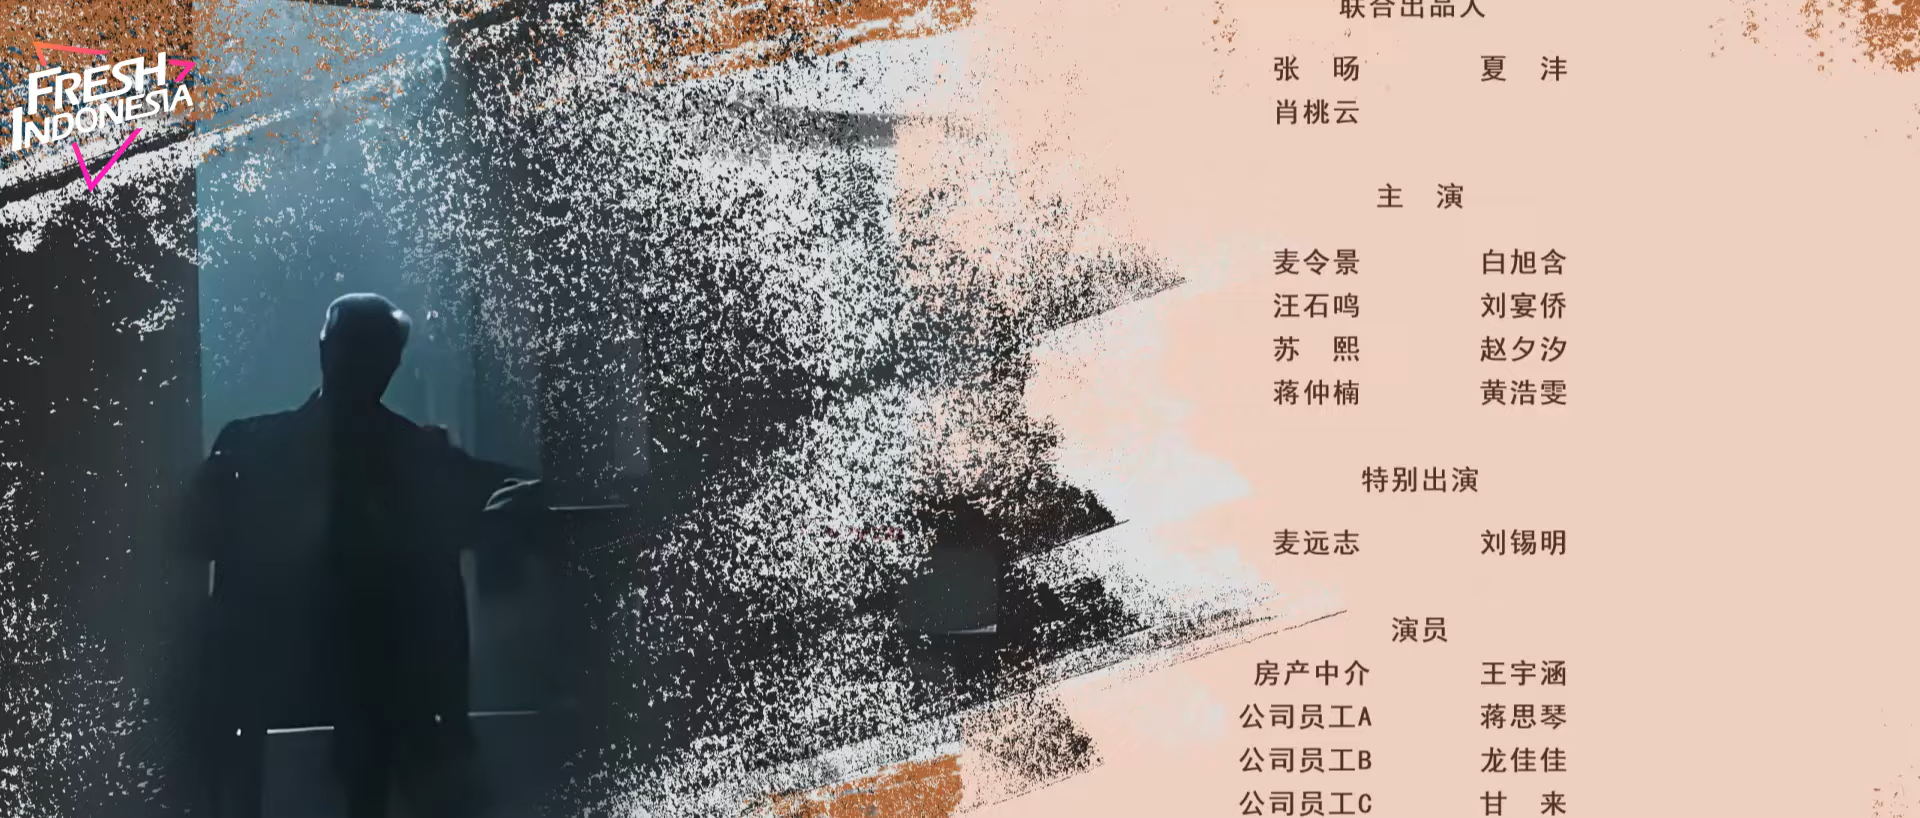 FRESH
INDONESIA
联合出品人
张 旸 夏 沣
肖桃云
主 演
麦令景 白旭含
汪石鸣 刘宴侨
苏 熙 赵夕汐
蒋仲楠 黄浩雯
特别出演
麦远志 刘锡明
演员
房产中介 王宇涵
公司员工A 蒋思琴
公司员工B 龙佳佳
公司员工C 甘 来